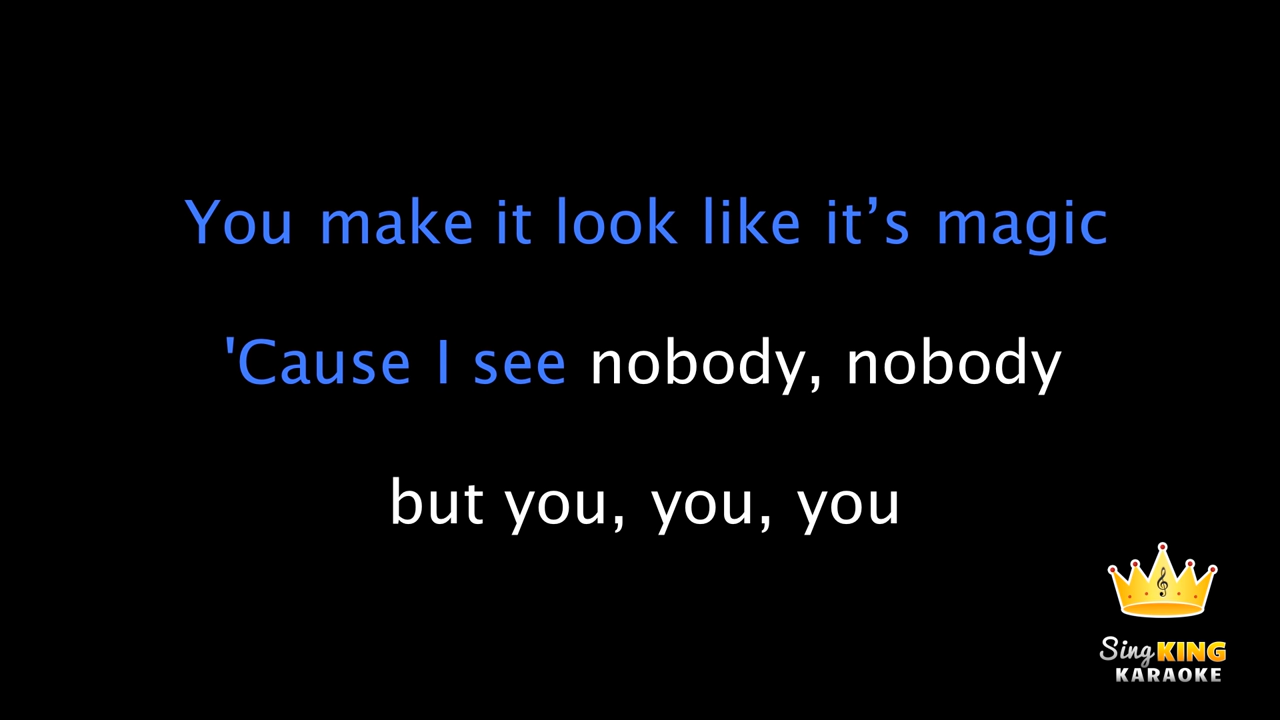 You make it look like it’s magic
'Cause I see nobody, nobody
but you, you, you
Sing KING
KARAOKE